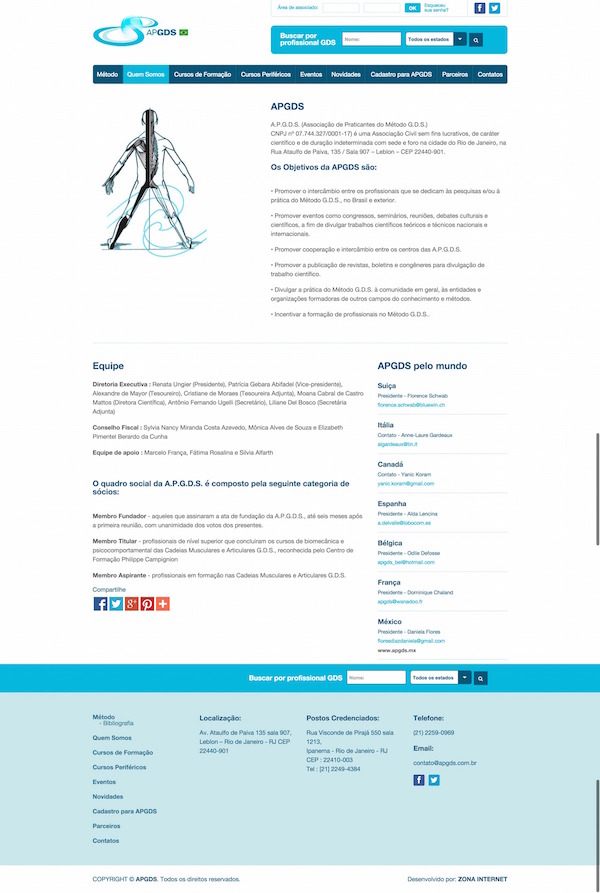 APGDS
Área de associado:
OK
Esqueceu
sua senha?
Buscar por
profissional GDS
Nome:
Todos os estados
Método
Quem Somos
Cursos de Formação
Cursos Periféricos
Eventos
Novidades
Cadastro para APGDS
Parceiros
Contatos
APGDS
A.P.G.D.S. (Associação de Praticantes do Método G.D.S.)
CNPJ nº 07.744.327/0001-17) é uma Associação Civil sem fins lucrativos, de caráter
científico e de duração indeterminada com sede e foro na cidade do Rio de Janeiro, na
Rua Ataulfo de Paiva, 135 / Sala 907 – Leblon – CEP 22440-901.
Os Objetivos da APGDS são:
• Promover o intercâmbio entre os profissionais que se dedicam às pesquisas e/ou à
prática do Método G.D.S., no Brasil e exterior.
• Promover eventos como congressos, seminários, reuniões, debates culturais e
científicos, a fim de divulgar trabalhos científicos teóricos e técnicos nacionais e
internacionais.
• Promover cooperação e intercâmbio entre os centros das A.P.G.D.S.
• Promover a publicação de revistas, boletins e congêneres para divulgação de
trabalho científico.
• Divulgar a prática do Método G.D.S. à comunidade em geral, às entidades e
organizações formadoras de outros campos do conhecimento e métodos.
• Incentivar a formação de profissionais no Método G.D.S..
Equipe
Diretoria Executiva : Renata Ungier (Presidente), Patrícia Gebara Abifadel (Vice-presidente),
Alexandre de Mayor (Tesoureiro), Cristiane de Moraes (Tesoureira Adjunta), Moana Cabral de Castro
Mattos (Diretora Científica), Antônio Fernando Ugelli (Secretário), Liliane Del Bosco (Secretária
Adjunta)
Conselho Fiscal : Sylvia Nancy Miranda Costa Azevedo, Mônica Alves de Souza e Elizabeth
Pimentel Berardo da Cunha
Equipe de apoio : Marcelo França, Fátima Rosalina e Silvia Alfarth
O quadro social da A.P.G.D.S. é composto pela seguinte categoria de
sócios:
Membro Fundador - aqueles que assinaram a ata de fundação da A.P.G.D.S., até seis meses após
a primeira reunião, com unanimidade dos votos dos presentes.
Membro Titular - profissionais de nível superior que concluíram os cursos de biomecânica e
psicocomportamental das Cadeias Musculares e Articulares G.D.S., reconhecida pelo Centro de
Formação Philippe Campignion
Membro Aspirante - profissionais em formação nas Cadeias Musculares e Articulares G.D.S.
Compartilhe
APGDS pelo mundo
Suiça
Presidente - Florence Schwab
florence.schwab@bluewin.ch
Itália
Contato - Anne-Laure Gardeaux
algardeaux@tin.it
Canadá
Contato - Yanic Koram
yanic.koram@gmail.com
Espanha
Presidente - Alda Lencina
a.delvalle@lobocom.es
Bélgica
Presidente - Odile Defosse
apgds_bel@hotmail.com
França
Presidente - Dominique Chaland
apgds@wanadoo.fr
México
Presidente - Daniela Flores
floresdiazdaniela@gmail.com
www.apgds.mx
Buscar por profissional GDS
Nome:
Todos os estados
Método
- Bibliografia
Quem Somos
Cursos de Formação
Cursos Periféricos
Eventos
Novidades
Cadastro para APGDS
Parceiros
Contatos
Localização:
Av. Ataulfo de Paiva 135 sala 907,
Leblon – Rio de Janeiro - RJ CEP
22440-901
Postos Credenciados:
Rua Visconde de Pirajá 550 sala
1213,
Ipanema - Rio de Janeiro - RJ
CEP : 22410-003
Tel : [21] 2249-4384
Telefone:
(21) 2259-0969
Email:
contato@apgds.com.br
COPYRIGHT © APGDS. Todos os direitos reservados.
Desenvolvido por: ZONA INTERNET